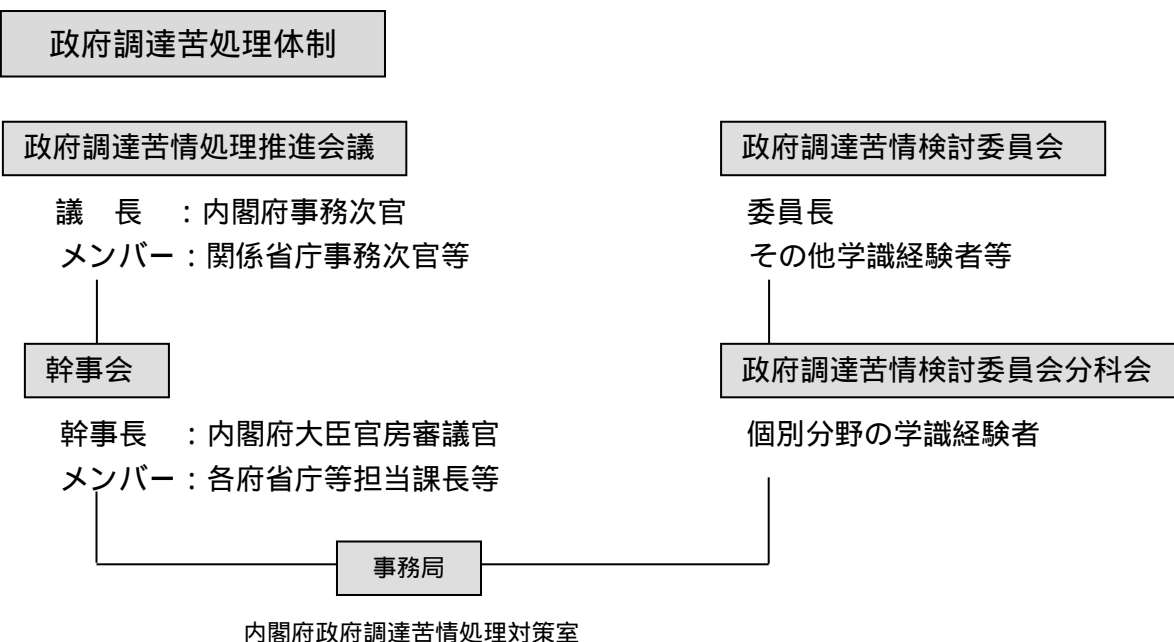 政府調達苦処理体制
政府調達苦情処理推進会議
議　長　：内閣府事務次官
メンバー：関係省庁事務次官等
幹事会
幹事長　：内閣府大臣官房審議官
メンバー：各府省庁等担当課長等
政府調達苦情検討委員会
委員長
その他学識経験者等
政府調達苦情検討委員会分科会
個別分野の学識経験者
事務局
内閣府政府調達苦情処理対策室